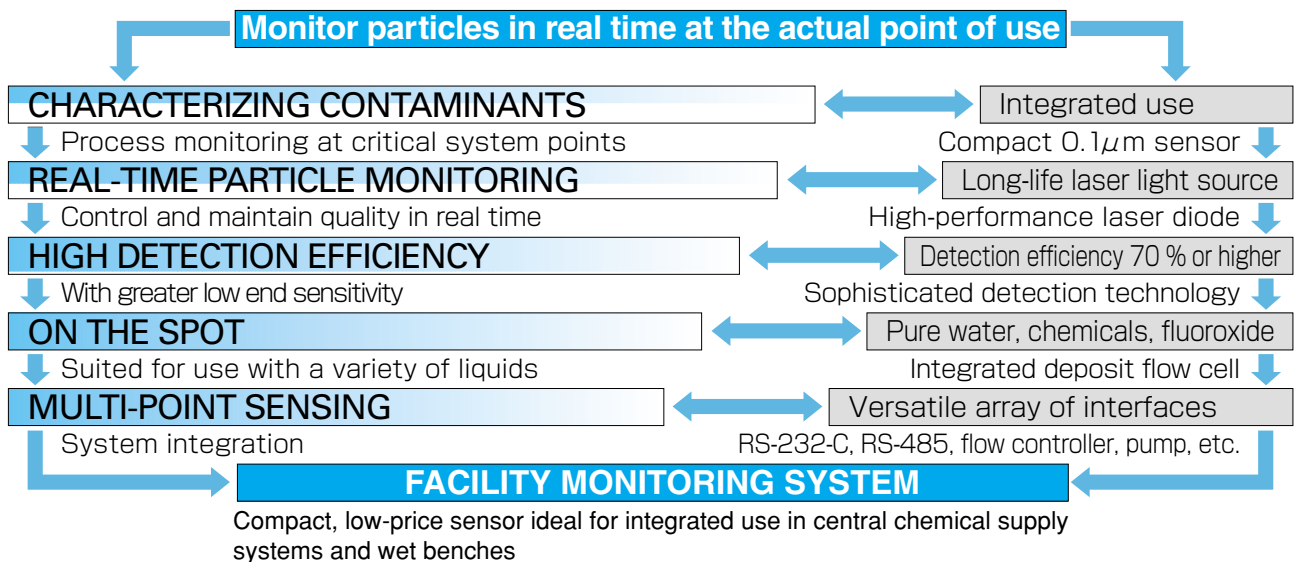 Monitor particles in real time at the actual point of use
CHARACTERIZING CONTAMINANTS
Integrated use
Process monitoring at critical system points
Compact 0.1μm sensor
REAL-TIME PARTICLE MONITORING
Long-life laser light source
Control and maintain quality in real time
High-performance laser diode
HIGH DETECTION EFFICIENCY
Detection efficiency 70 % or higher
With greater low end sensitivity
Sophisticated detection technology
ON THE SPOT
Pure water, chemicals, fluoroxide
Suited for use with a variety of liquids
Integrated deposit flow cell
MULTI-POINT SENSING
Versatile array of interfaces
System integration
RS-232-C, RS-485, flow controller, pump, etc.
FACILITY MONITORING SYSTEM
Compact, low-price sensor ideal for integrated use in central chemical supply
systems and wet benches